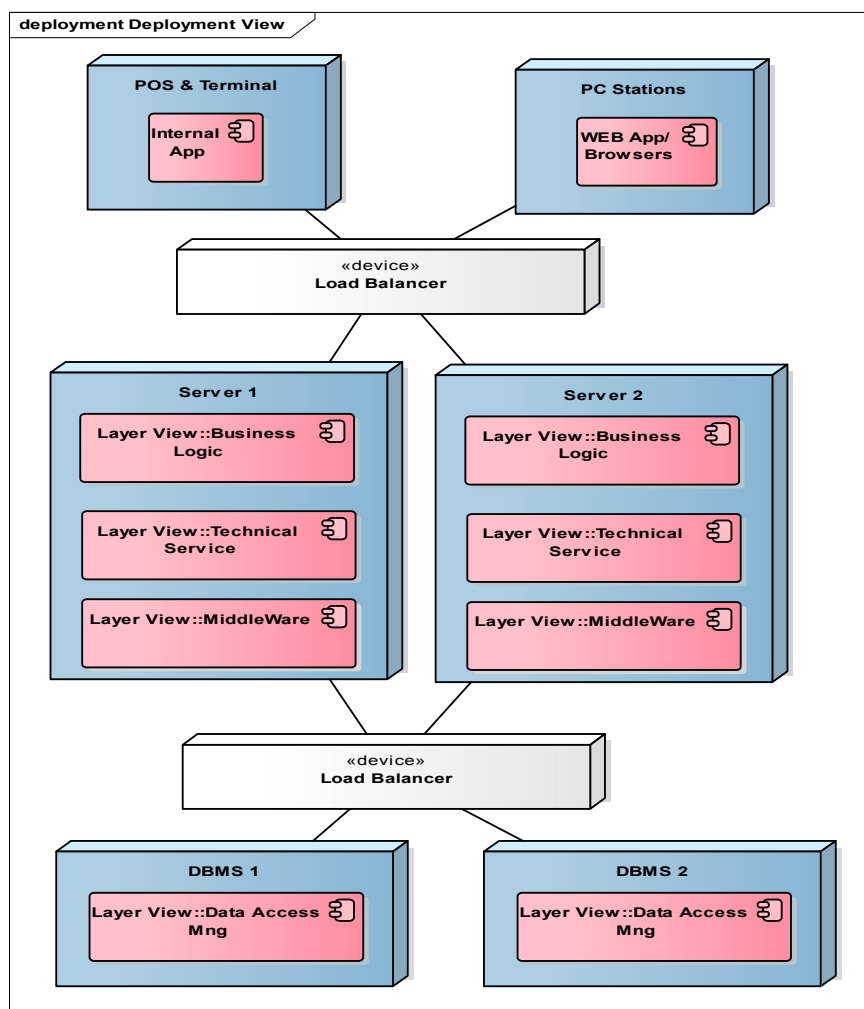 deployment Deployment View
POS & Terminal
Internal
App
PC Stations
WEB App/
Browsers
«device»
Load Balancer
Server 1
Layer View::Business
Logic
Layer View::Technical
Service
Layer View::MiddleWare
Server 2
Layer View::Business
Logic
Layer View::Technical
Service
Layer View::MiddleWare
«device»
Load Balancer
DBMS 1
Layer View::Data Access
Mng
DBMS 2
Layer View::Data Access
Mng